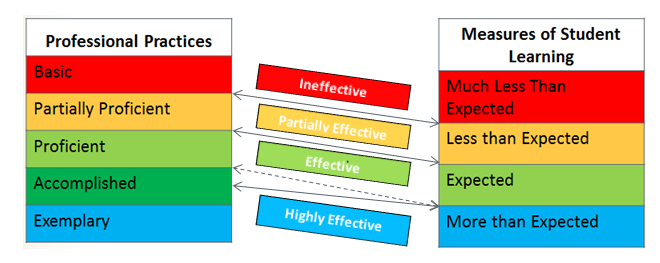 Professional Practices
Basic
Partially Proficient
Proficient
Accomplished
Exemplary
Ineffective
Partially Effective
Effective
Highly Effective
Measures of Student
Learning
Much Less Than
Expected
Less than Expected
Expected
More than Expected